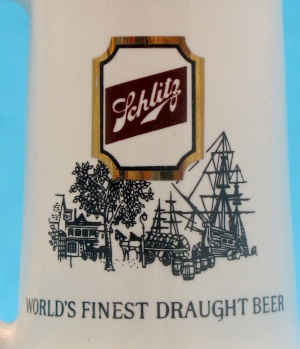 Schlitz
WORLD'S FINEST DRAUGHT BEER